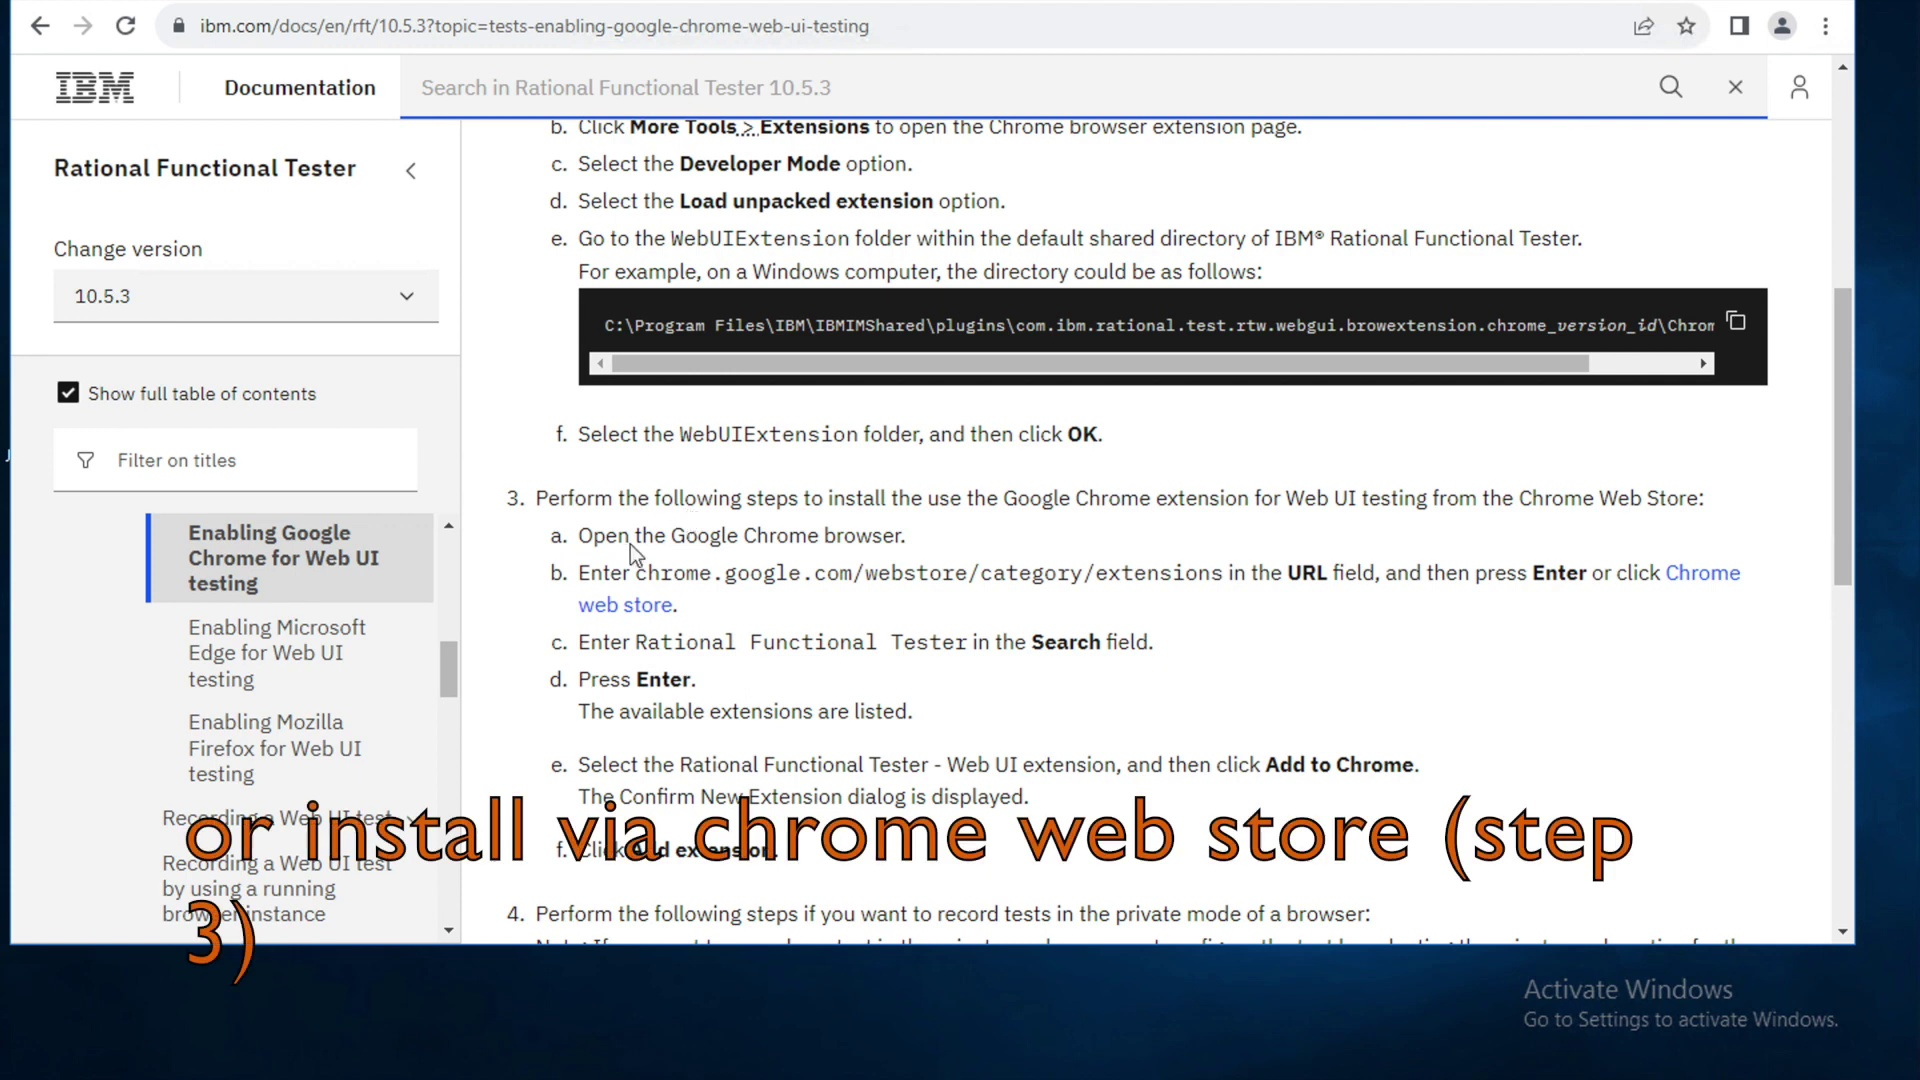 ibm.com/docs/en/rft/10.5.3?topic=tests-enabling-google-chrome-web-ui-testing
IBM
Documentation
Search in Rational Functional Tester 10.5.3
Rational Functional Tester
Change version
10.5.3
Show full table of contents
Filter on titles
Enabling Google
Chrome for Web UI
testing
Enabling Microsoft
Edge for Web UI
testing
Enabling Mozilla
Firefox for Web UI
testing
Recording a Web UI test
Recording a Web UI test
by using a running
browser instance
b. Click More Tools > Extensions to open the Chrome browser extension page.
c. Select the Developer Mode option.
d. Select the Load unpacked extension option.
e. Go to the WebUIExtension folder within the default shared directory of IBM® Rational Functional Tester.
For example, on a Windows computer, the directory could be as follows:
C:\Program Files\IBM\IBMIMShared\plugins\com.ibm.rational.test.rtw.webgui.browextension.chrome_version_id\Chrom
f. Select the WebUIExtension folder, and then click OK.
3. Perform the following steps to install the use the Google Chrome extension for Web UI testing from the Chrome Web Store:
a. Open the Google Chrome browser.
b. Enter chrome.google.com/webstore/category/extensions in the URL field, and then press Enter or click Chrome
web store.
c. Enter Rational Functional Tester in the Search field.
d. Press Enter.
The available extensions are listed.
e. Select the Rational Functional Tester - Web UI extension, and then click Add to Chrome.
The Confirm New Extension dialog is displayed.
f. Click Add extension.
4. Perform the following steps if you want to record tests in the private mode of a browser:
or install via chrome web store (step
3)
Activate Windows
Go to Settings to activate Windows.